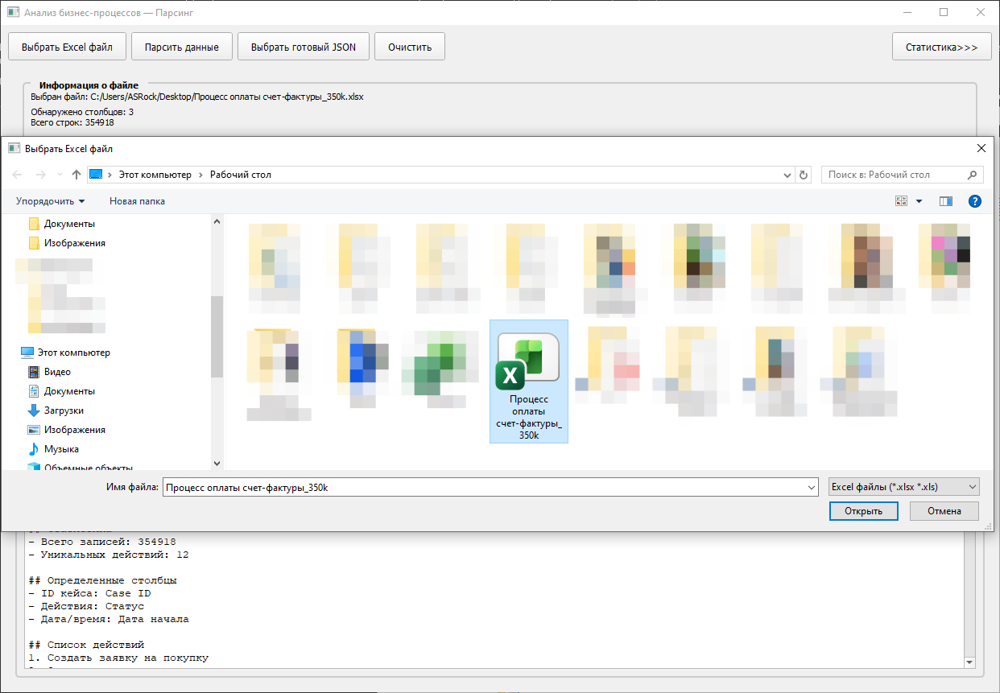 Анализ бизнес-процессов — Парсинг
Выбрать Excel файл
Парсить данные
Выбрать готовый JSON
Очистить
Статистика>>>
Информация о файле
Выбран файл: C:/Users/ASRock/Desktop/Процесс оплаты счет-фактуры_350k.xlsx
Обнаружено столбцов: 3
Всего строк: 354918
Выбрать Excel файл
Этот компьютер
Рабочий стол
Поиск в: Рабочий стол
Упорядочить
Новая папка
Документы
Изображения
Этот компьютер
Видео
Документы
Загрузки
Изображения
Музыка
Объемные объекты
Процесс
оплаты
счет-фактуры_
350k
Имя файла:
Процесс оплаты счет-фактуры_350k
Excel файлы (*.xlsx *.xls)
Открыть
Отмена
- Всего записей: 354918
- Уникальных действий: 12
## Определенные столбцы
- ID кейса: Case ID
- Действия: Статус
- Дата/время: Дата начала
## Список действий
1. Создать заявку на покупку